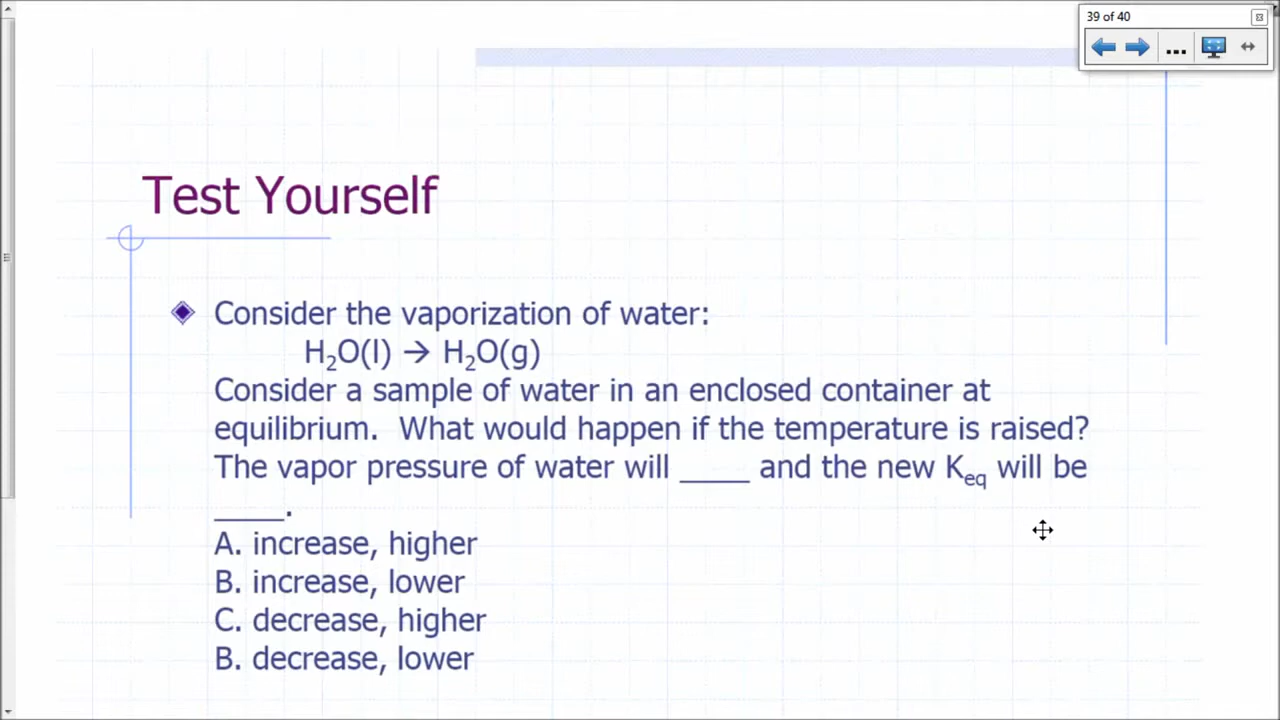 39 of 40
Test Yourself
Consider the vaporization of water:
H₂O(l) → H₂O(g)
Consider a sample of water in an enclosed container at
equilibrium.  What would happen if the temperature is raised?
The vapor pressure of water will _____ and the new Keq will be
_____.
A. increase, higher
B. increase, lower
C. decrease, higher
B. decrease, lower